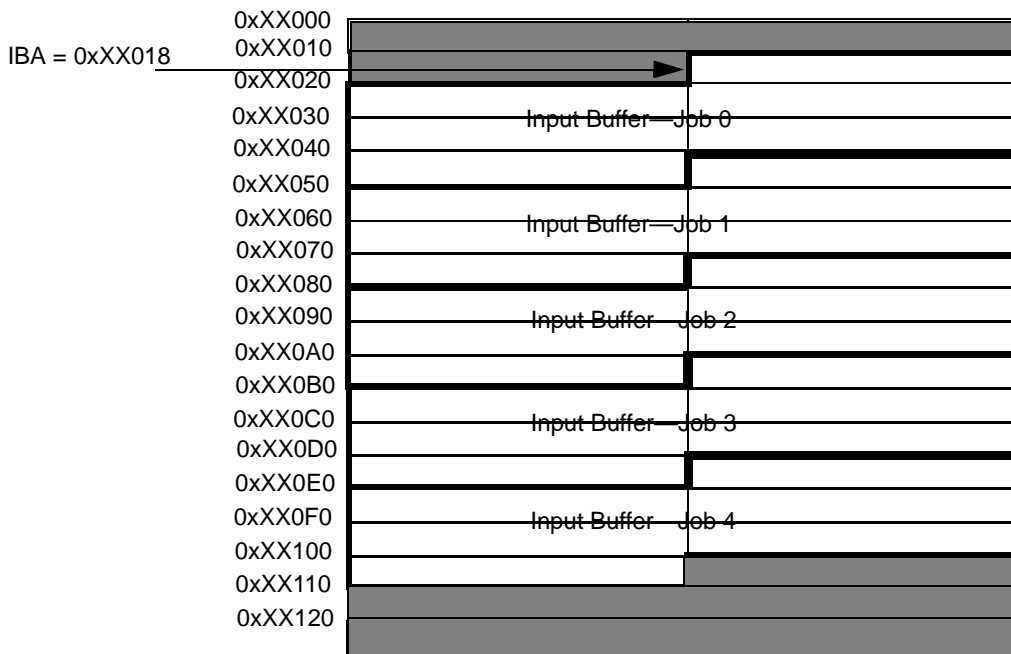 0xXX000
0xXX010
IBA = 0xXX018
0xXX020
0xXX030
Input Buffer—Job 0
0xXX040
0xXX050
0xXX060
Input Buffer—Job 1
0xXX070
0xXX080
0xXX090
Input Buffer—Job 2
0xXX0A0
0xXX0B0
0xXX0C0
Input Buffer—Job 3
0xXX0D0
0xXX0E0
0xXX0F0
Input Buffer—Job 4
0xXX100
0xXX110
0xXX120